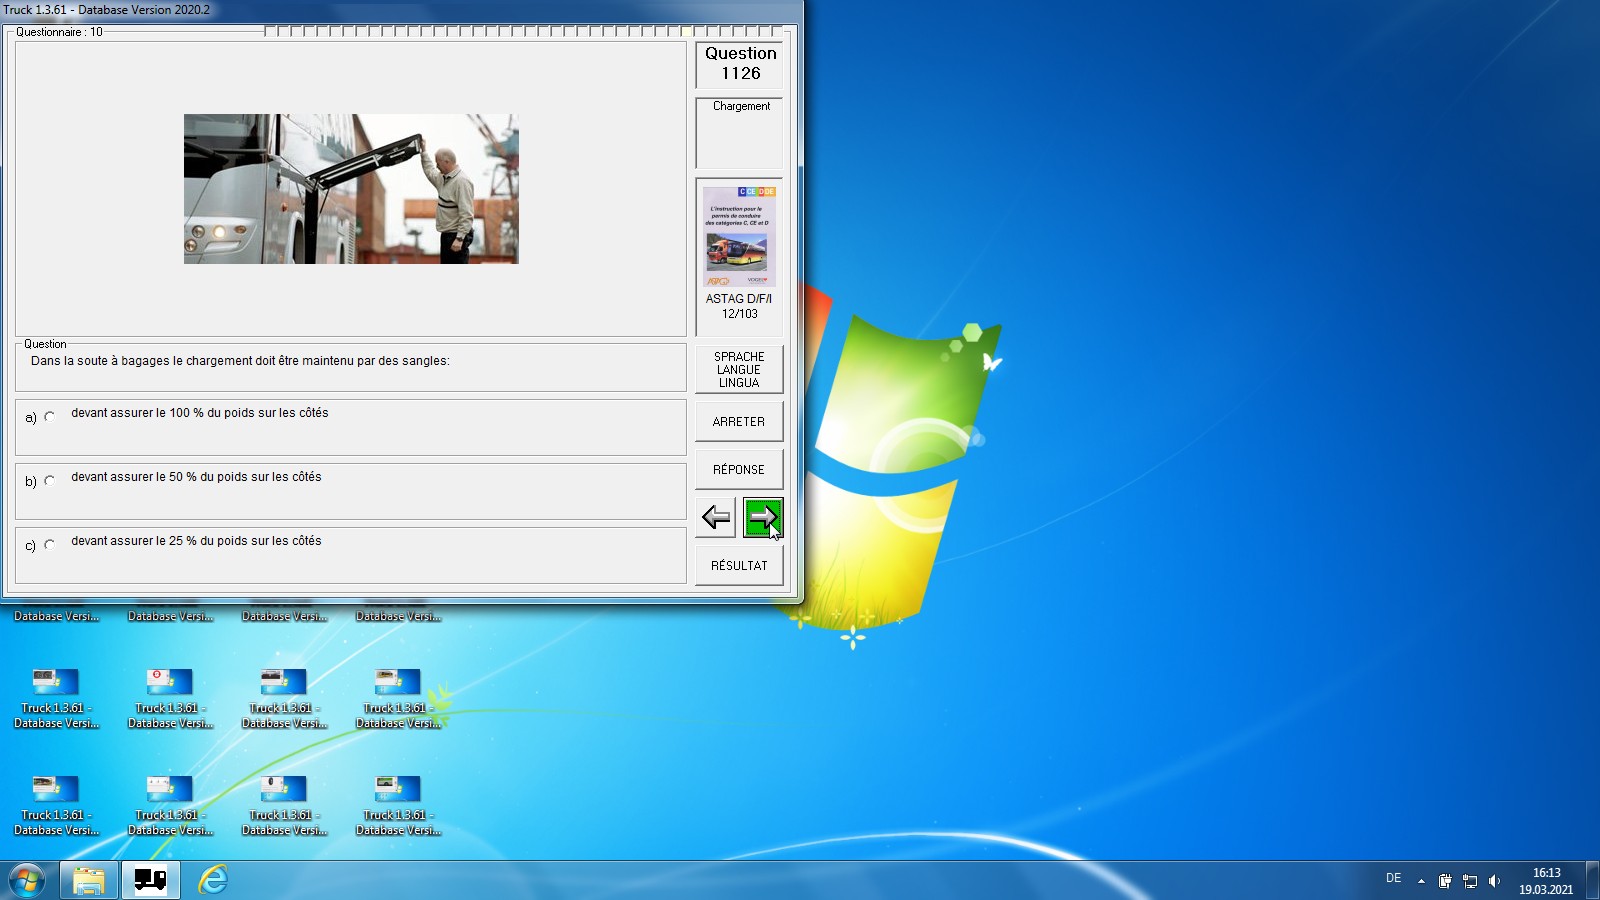 Truck 1.3.61 - Database Version 2020.2
Questionnaire : 10
Question
1126
Chargement
C CE D DE
L'instruction pour le
permis de conduire
des catégories C, CE et D
ASTAG D/F/I
12/103
Question
Dans la soute à bagages le chargement doit être maintenu par des sangles:
a) devant assurer le 100 % du poids sur les côtés
b) devant assurer le 50 % du poids sur les côtés
c) devant assurer le 25 % du poids sur les côtés
SPRACHE
LANGUE
LINGUA
ARRETER
RÉPONSE
RÉSULTAT
Database Versi... Database Versi... Database Versi... Database Versi...
Truck 1.3.61 - Truck 1.3.61 - Truck 1.3.61 - Truck 1.3.61 -
Database Versi... Database Versi... Database Versi... Database Versi...
Truck 1.3.61 - Truck 1.3.61 - Truck 1.3.61 - Truck 1.3.61 -
Database Versi... Database Versi... Database Versi... Database Versi...
DE
16:13
19.03.2021